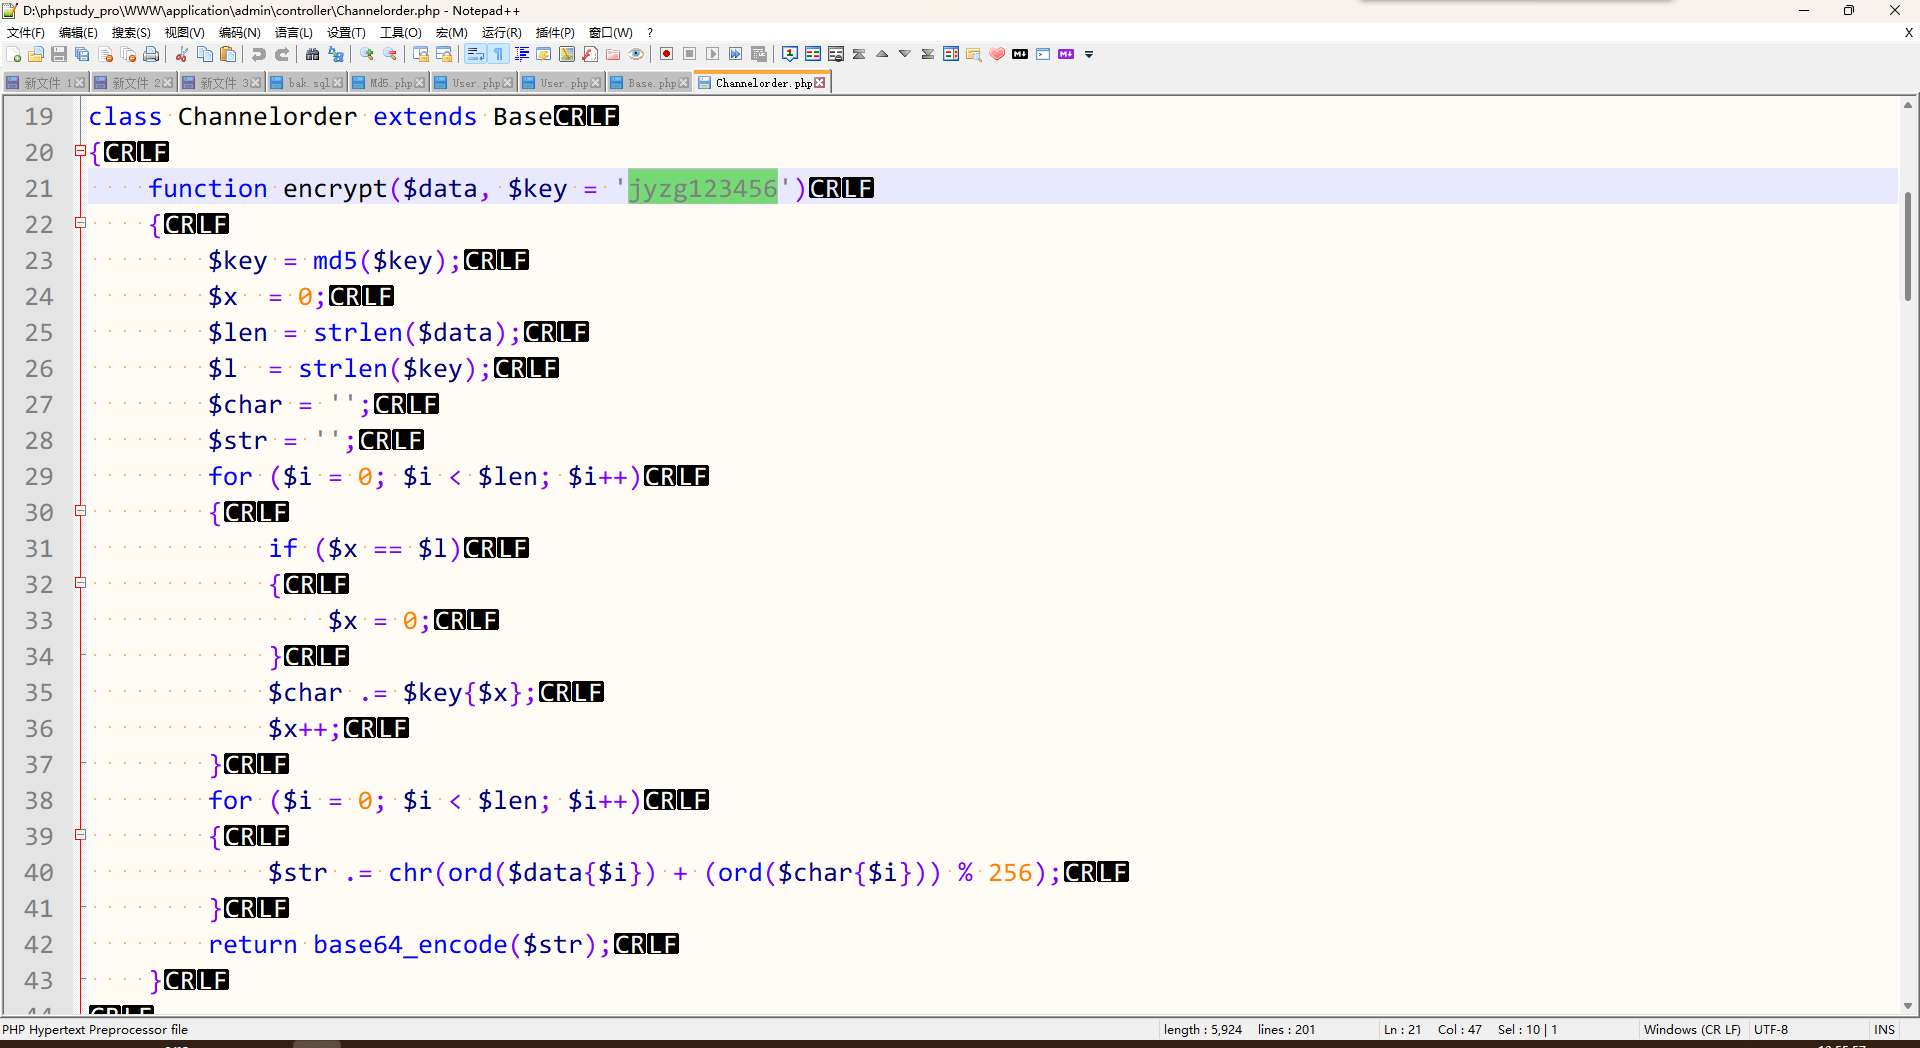 D:\phpstudy_pro\WWW\application\admin\controller\Channelorder.php - Notepad++
文件(F) 编辑(E) 搜索(S) 视图(V) 编码(N) 语言(L) 设置(T) 工具(O) 宏(M) 运行(R) 插件(P) 窗口(W) ? X
新文件 1 新文件 2 新文件 3 bak.sql Md5.php User.php User.php Base.php Channelorder.php
19 class Channelorder extends BaseCRLF
20 {CRLF
21 function encrypt($data, $key = 'jyzg123456')CRLF
22 {CRLF
23 $key = md5($key);CRLF
24 $x  = 0;CRLF
25 $len = strlen($data);CRLF
26 $l  = strlen($key);CRLF
27 $char = '';CRLF
28 $str = '';CRLF
29 for ($i = 0; $i < $len; $i++)CRLF
30 {CRLF
31 if ($x == $l)CRLF
32 {CRLF
33 $x = 0;CRLF
34 }CRLF
35 $char .= $key{$x};CRLF
36 $x++;CRLF
37 }CRLF
38 for ($i = 0; $i < $len; $i++)CRLF
39 {CRLF
40 $str .= chr(ord($data{$i}) + (ord($char{$i})) % 256);CRLF
41 }CRLF
42 return base64_encode($str);CRLF
43 }CRLF
44 CRLF
PHP Hypertext Preprocessor file length : 5,924 lines : 201 Ln : 21 Col : 47 Sel : 10 | 1 Windows (CR LF) UTF-8 INS